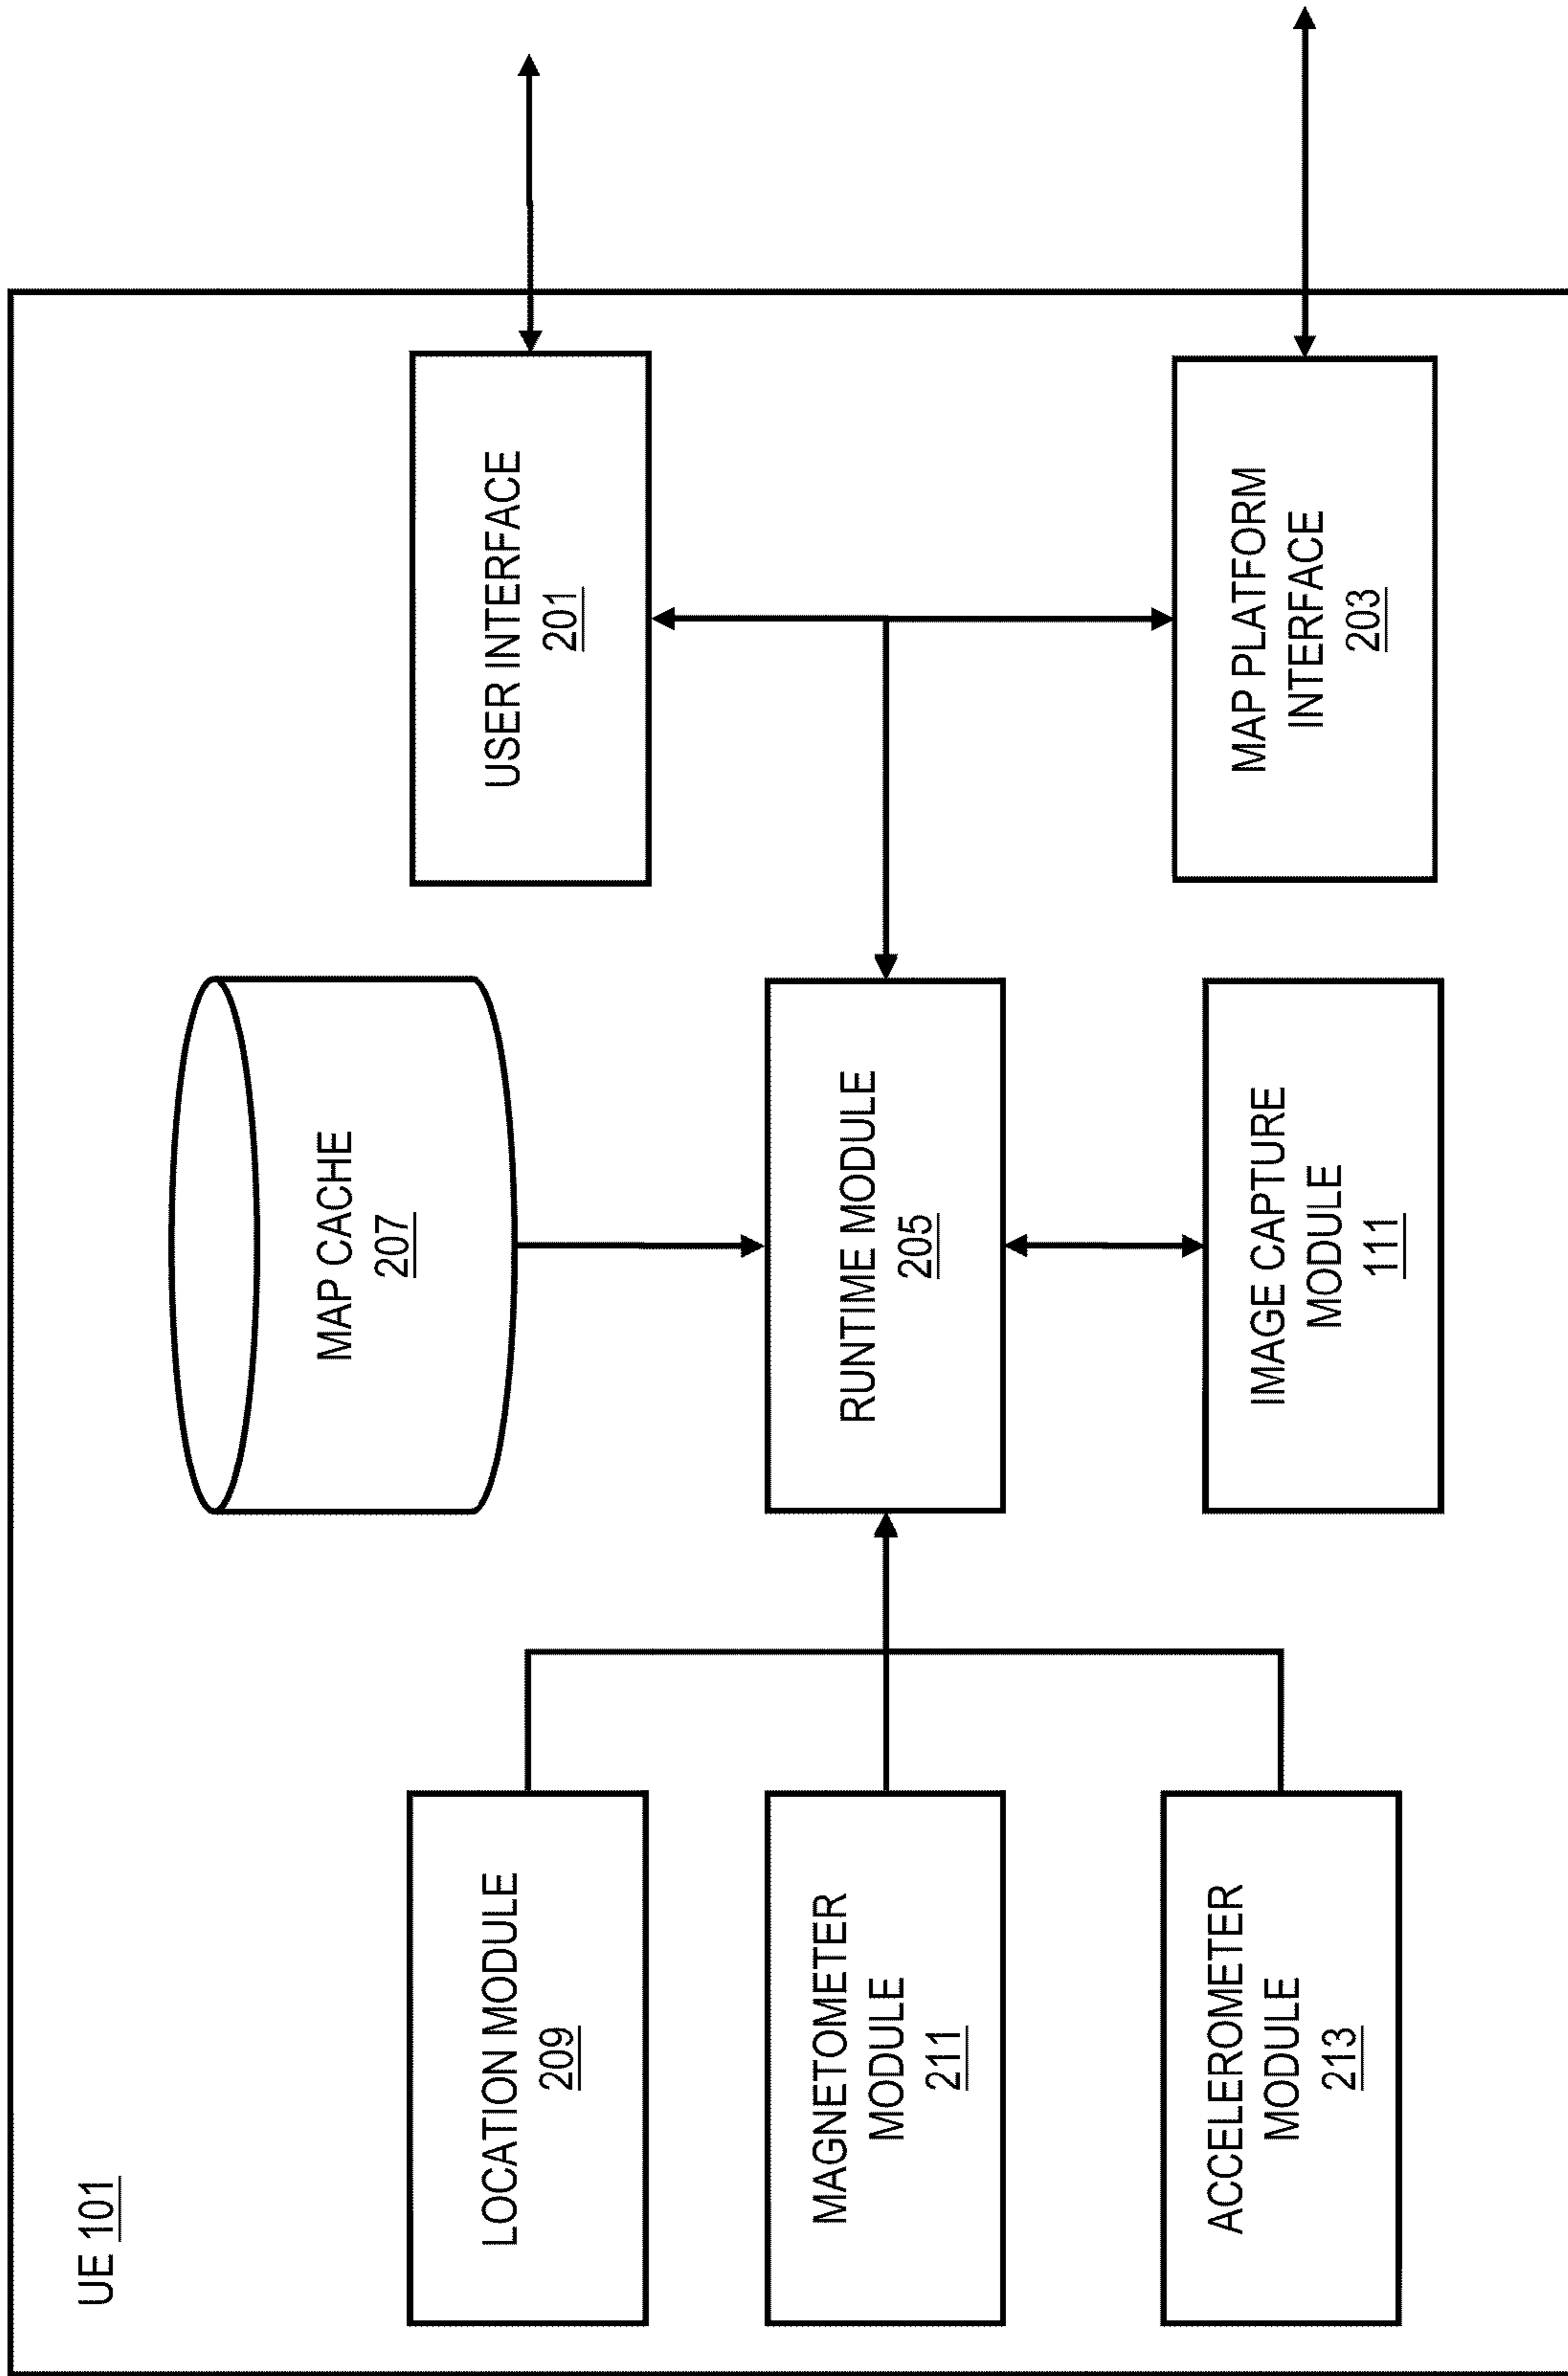 UE 101
LOCATION MODULE
209
MAGNETOMETER
MODULE
211
ACCELEROMETER
MODULE
213
MAP CACHE
207
RUNTIME MODULE
205
IMAGE CAPTURE
MODULE
111
USER INTERFACE
201
MAP PLATFORM
INTERFACE
203